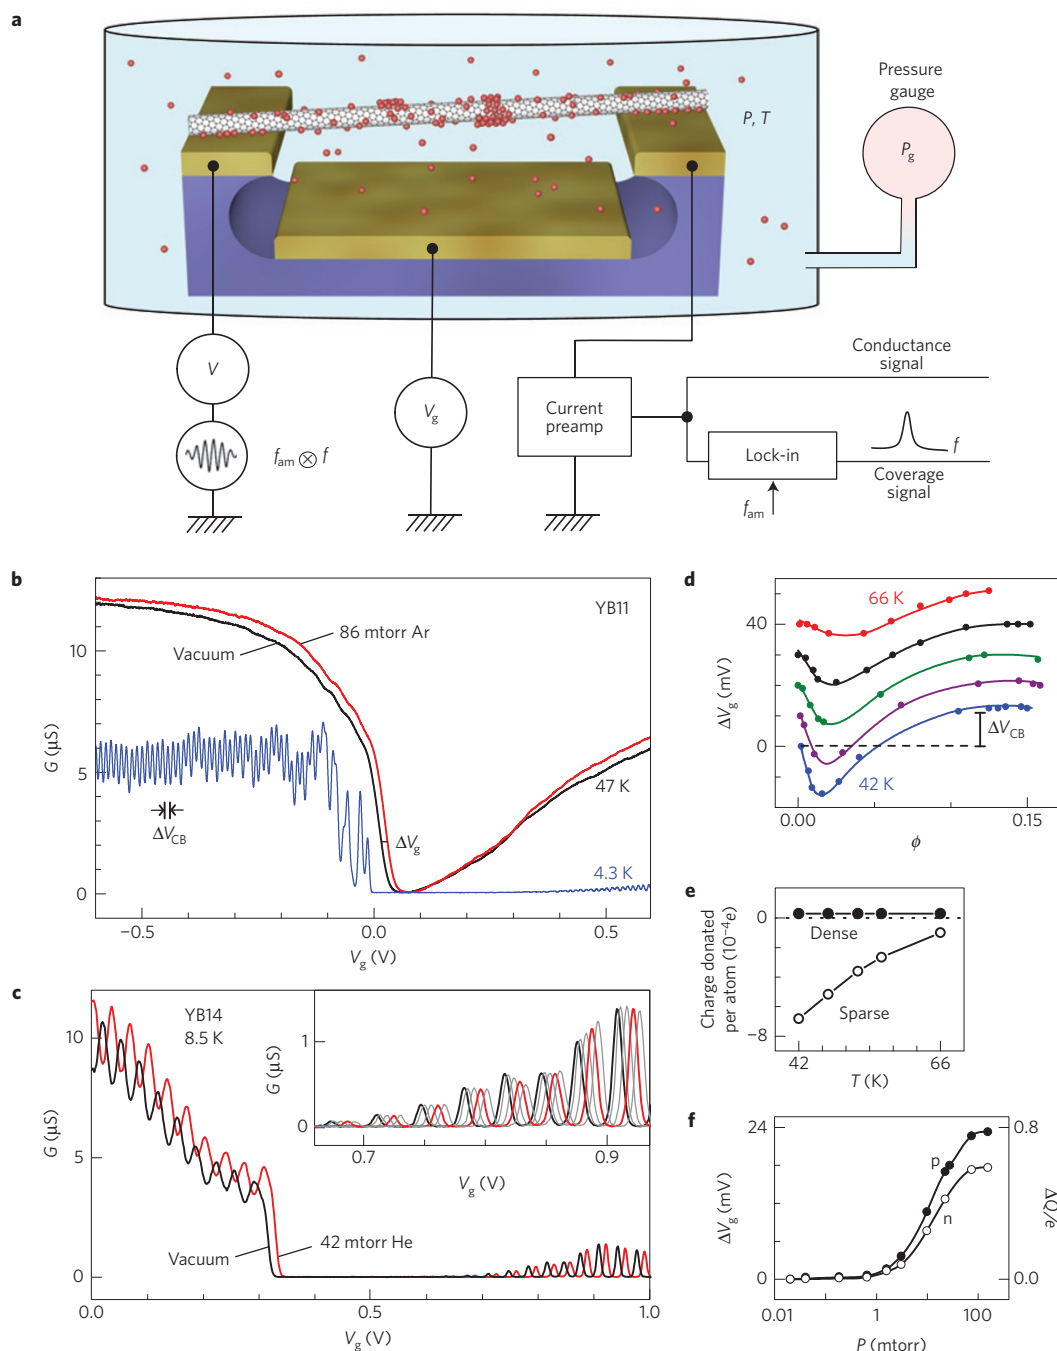 a
Pressure
gauge
P, T
Pg
V
Vg
fam ⊗ f
Current
preamp
Conductance
signal
Lock-in
f
Coverage
signal
fam
b
YB11
86 mtorr Ar
Vacuum
10
5
0
G (μS)
47 K
ΔVCB
ΔVg
4.3 K
−0.5
0.0
0.5
Vg (V)
c
YB14
8.5 K
10
5
0
G (μS)
1
0
G (μS)
0.7
0.9
Vg (V)
Vacuum
42 mtorr He
0.0
0.5
1.0
Vg (V)
d
66 K
40
0
ΔVg (mV)
ΔVCB
42 K
0.00
0.15
ϕ
e
0
−8
Charge donated
per atom (10−4e)
Dense
Sparse
42
66
T (K)
f
24
0
ΔVg (mV)
p
n
0.8
0.0
ΔQ/e
0.01
1
100
P (mtorr)